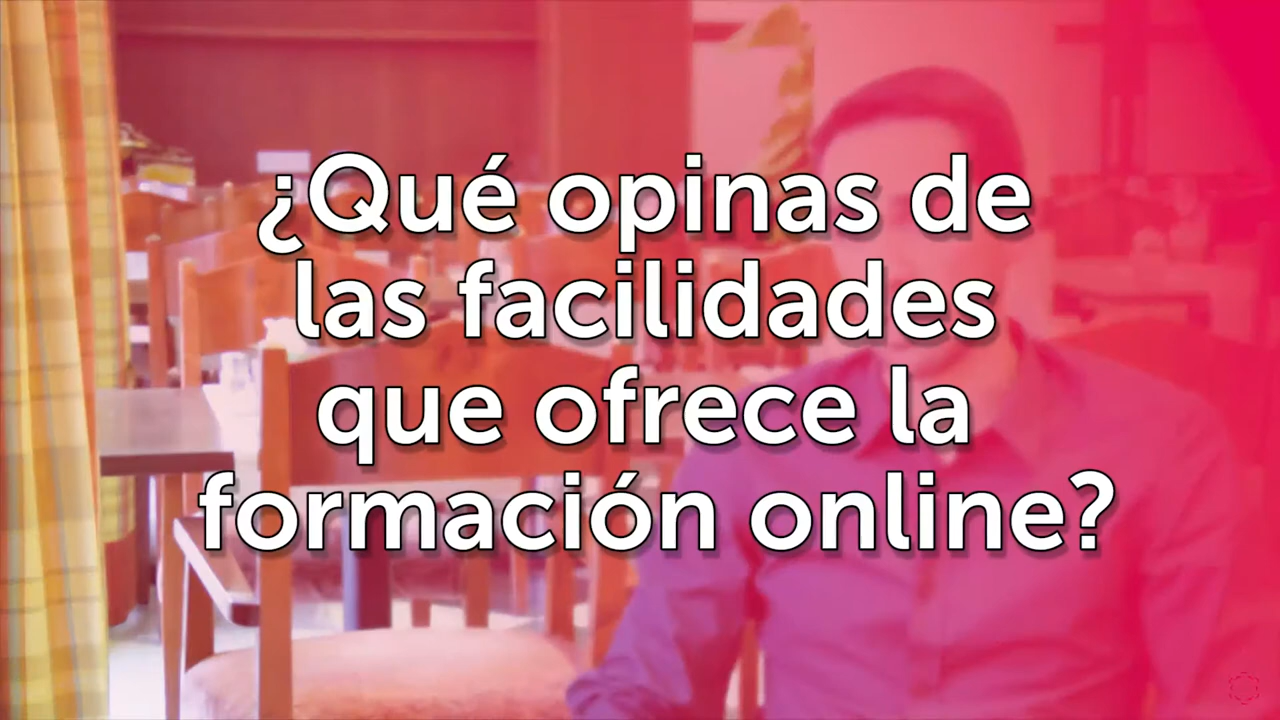 ¿Qué opinas de
las facilidades
que ofrece la
formación online?